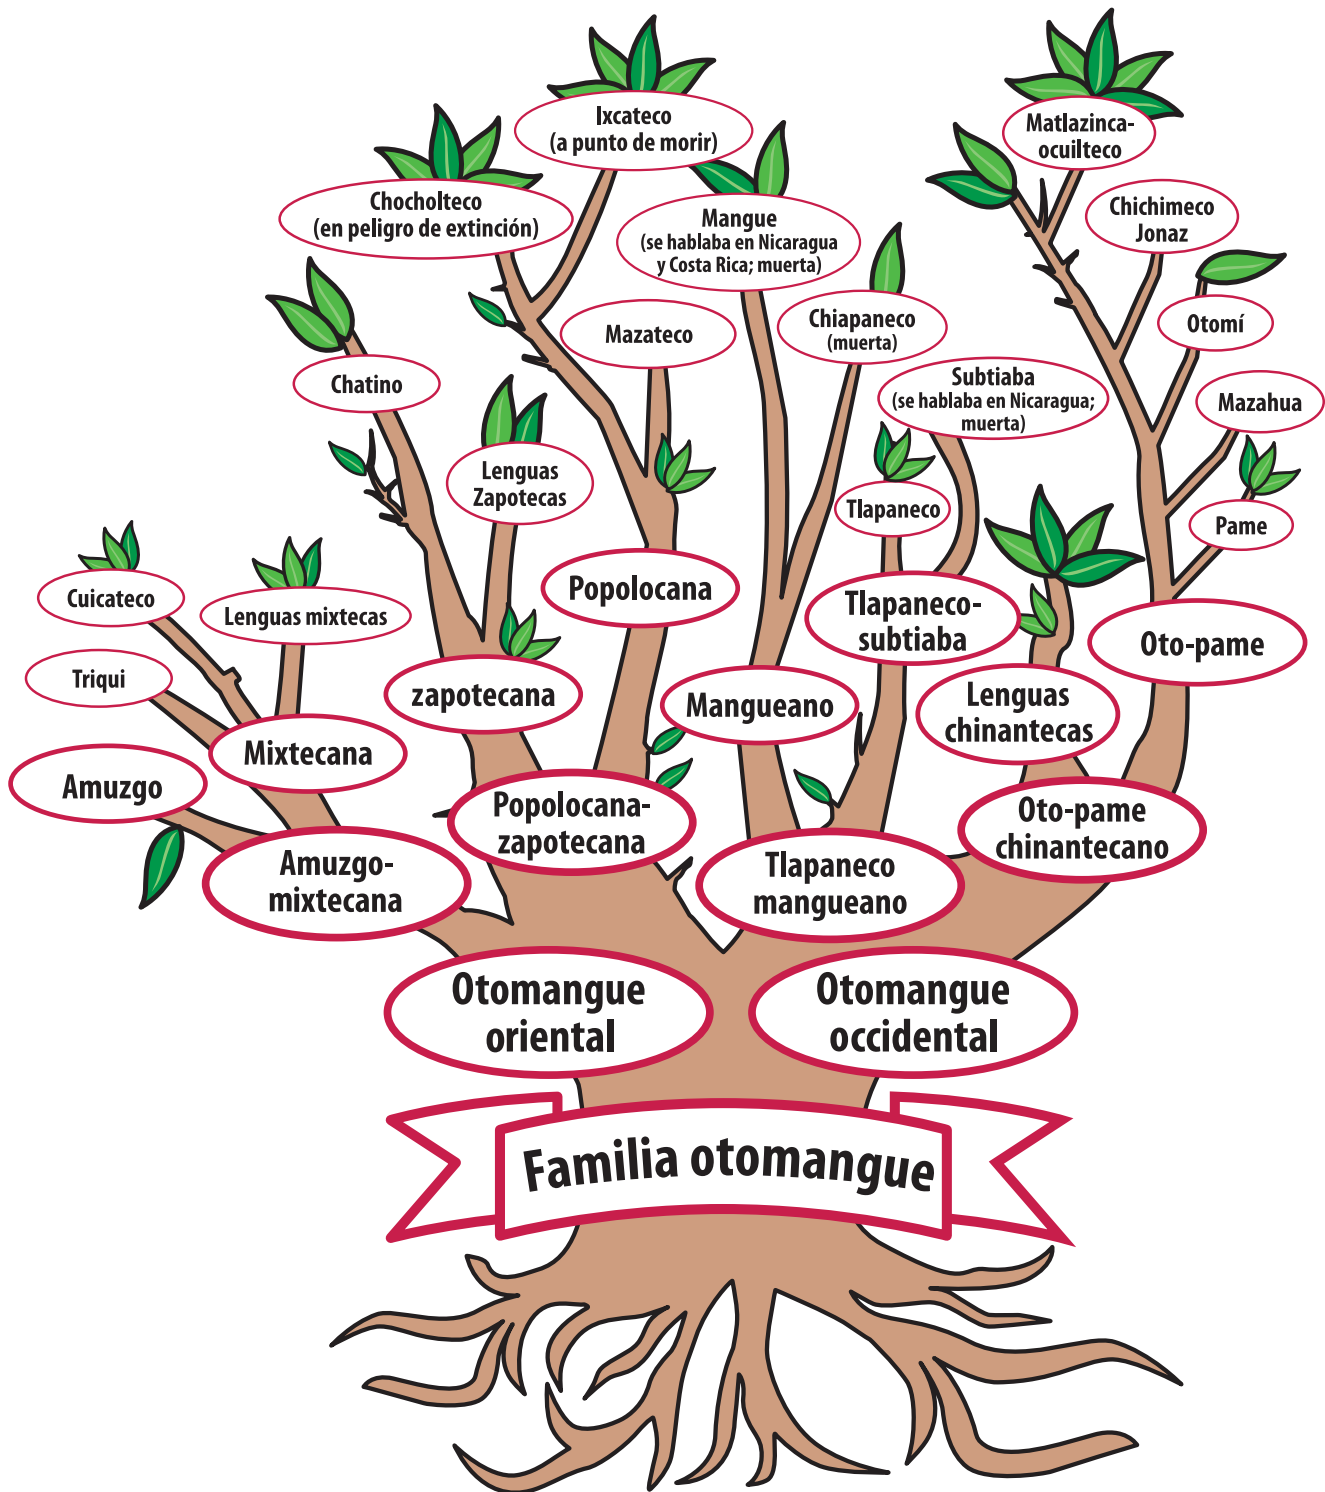 Ixcateco
(a punto de morir)
Matlazinca-
ocuilteco
Chocholteco
(en peligro de extinción)
Mangue
(se hablaba en Nicaragua
y Costa Rica; muerta)
Chichimeco
Jonaz
Mazateco
Chiapaneco
(muerta)
Otomí
Chatino
Subtiaba
(se hablaba en Nicaragua;
muerta)
Mazahua
Lenguas
Zapotecas
Tlapaneco
Pame
Cuicateco
Lenguas mixtecas
Popolocana
Tlapaneco-
subtiaba
Oto-pame
Triqui
zapotecana
Mangueano
Lenguas
chinantecas
Mixtecana
Amuzgo
Popolocana-
zapotecana
Oto-pame
chinantecano
Amuzgo-
mixtecana
Tlapaneco
mangueano
Otomangue
oriental
Otomangue
occidental
Familia otomangue